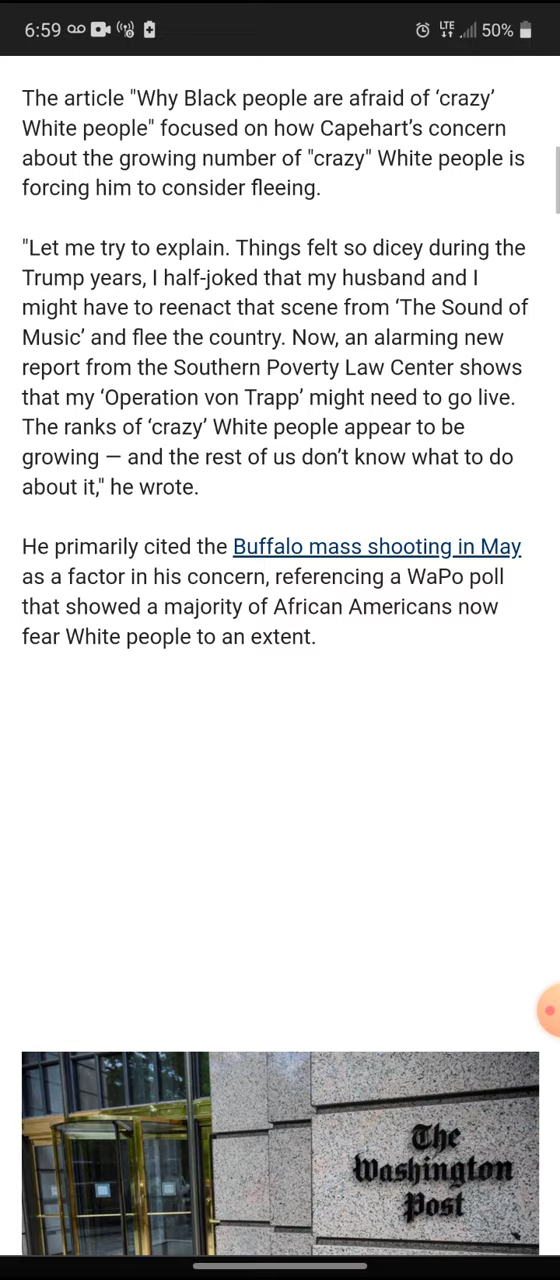 6:59
LTE
50%
The article "Why Black people are afraid of ‘crazy’
White people" focused on how Capehart’s concern
about the growing number of "crazy" White people is
forcing him to consider fleeing.
"Let me try to explain. Things felt so dicey during the
Trump years, I half-joked that my husband and I
might have to reenact that scene from ‘The Sound of
Music’ and flee the country. Now, an alarming new
report from the Southern Poverty Law Center shows
that my ‘Operation von Trapp’ might need to go live.
The ranks of ‘crazy’ White people appear to be
growing — and the rest of us don’t know what to do
about it," he wrote.
He primarily cited the Buffalo mass shooting in May
as a factor in his concern, referencing a WaPo poll
that showed a majority of African Americans now
fear White people to an extent.
The
Washington
Post